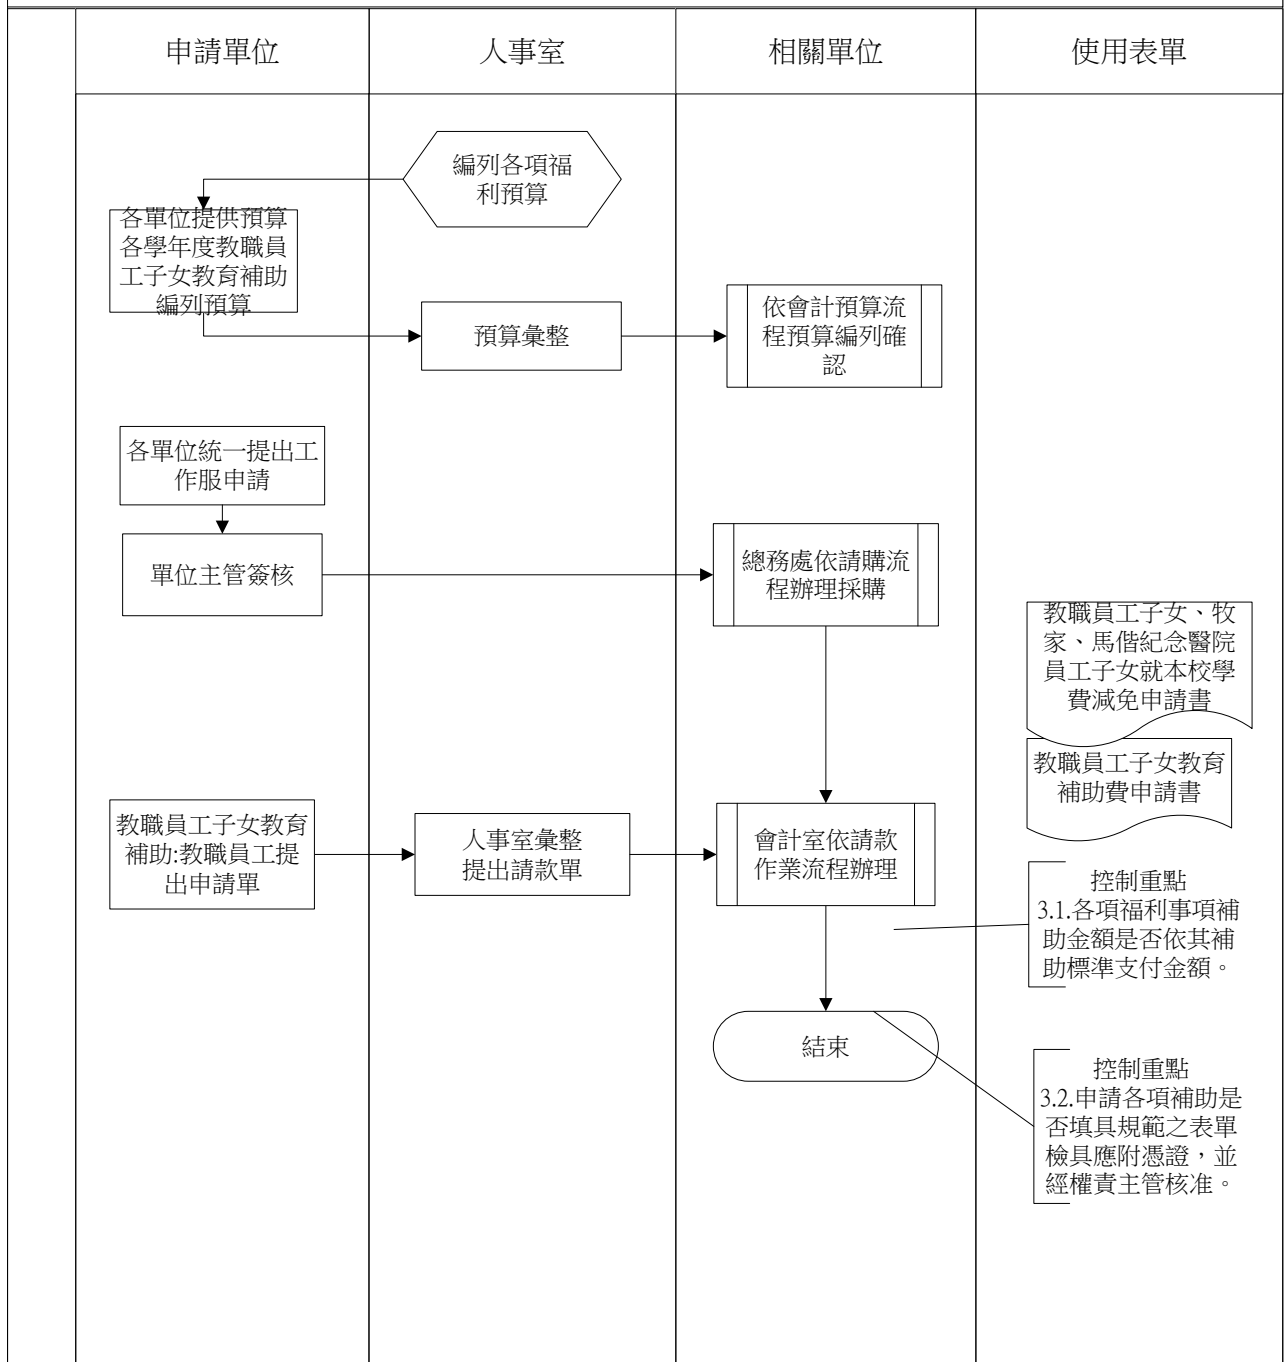 申請單位
人事室
相關單位
使用表單
編列各項福
利預算
各單位提供預算
各學年度教職員
工子女教育補助
編列預算
預算彙整
依會計預算流
程預算編列確
認
各單位統一提出工
作服申請
單位主管簽核
總務處依請購流
程辦理採購
教職員工子女、牧
家、馬偕紀念醫院
員工子女就本校學
費減免申請書
教職員工子女教育
補助費申請書
教職員工子女教育
補助:教職員工提
出申請單
人事室彙整
提出請款單
會計室依請款
作業流程辦理
控制重點
3.1.各項福利事項補
助金額是否依其補
助標準支付金額。
結束
控制重點
3.2.申請各項補助是
否填具規範之表單
檢具應附憑證，並
經權責主管核准。